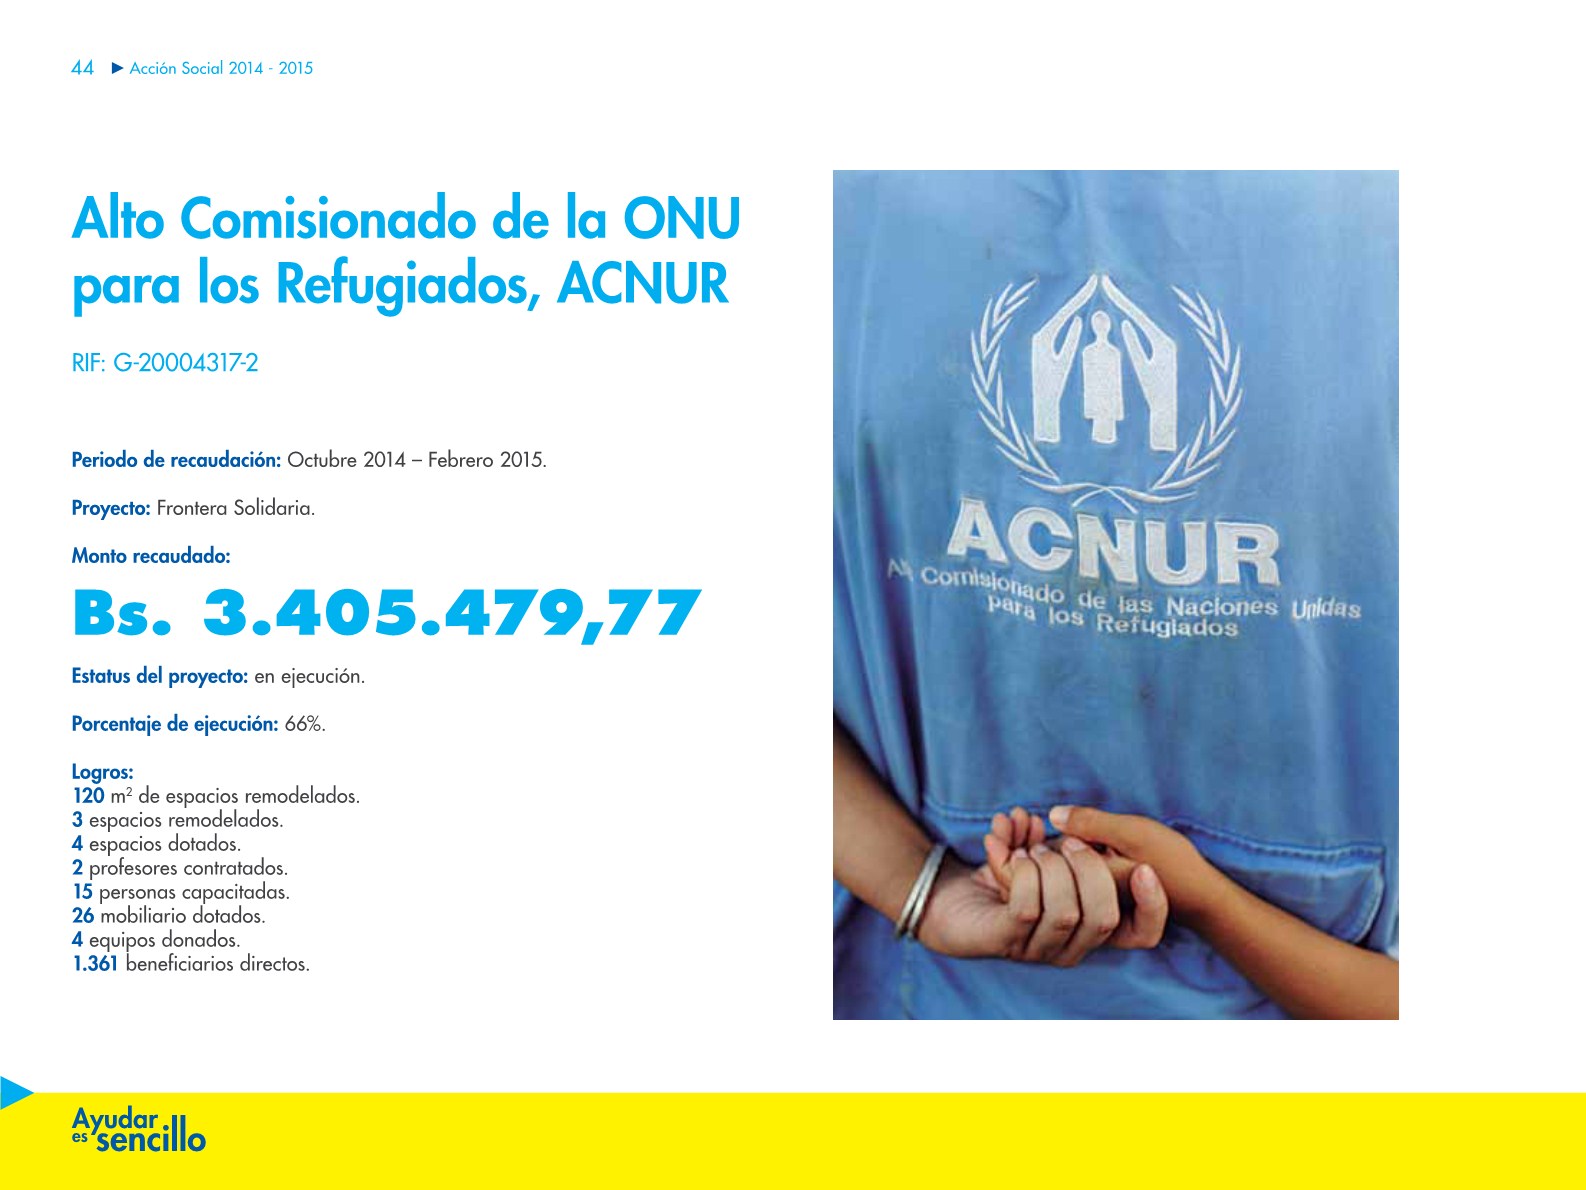 44 ▶ Acción Social 2014 - 2015
Alto Comisionado de la ONU
para los Refugiados, ACNUR
RIF: G-20004317-2
Periodo de recaudación: Octubre 2014 – Febrero 2015.
Proyecto: Frontera Solidaria.
Monto recaudado:
Bs. 3.405.479,77
Estatus del proyecto: en ejecución.
Porcentaje de ejecución: 66%.
Logros:
120 m² de espacios remodelados.
3 espacios remodelados.
4 espacios dotados.
2 profesores contratados.
15 personas capacitadas.
26 mobiliario dotados.
4 equipos donados.
1.361 beneficiarios directos.
ACNUR
Comisionado de las Naciones Unidas
para los Refugiados
Ayudar
es sencillo